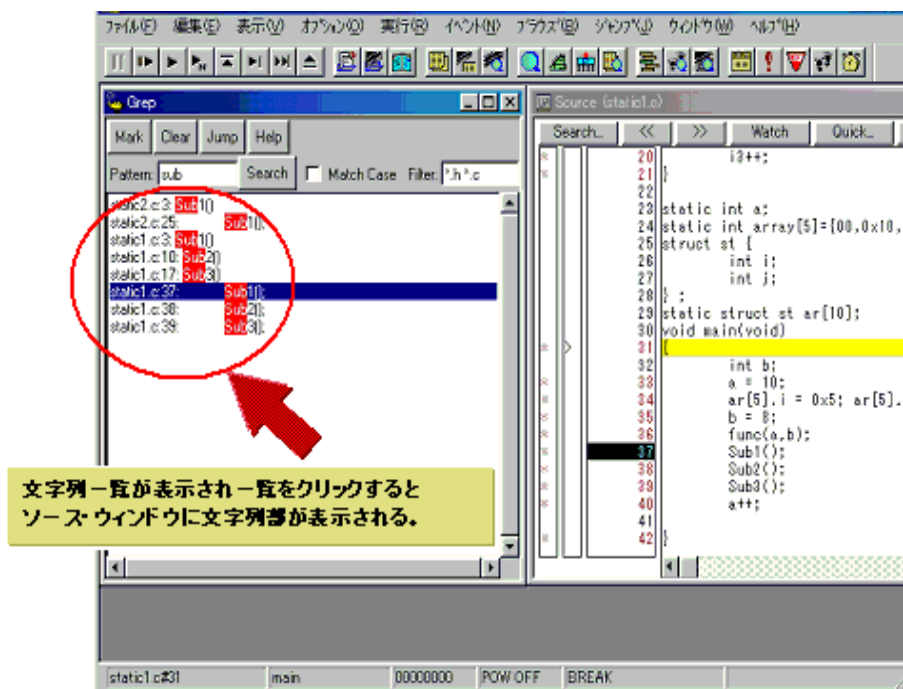 ファイル(F) 編集(E) 表示(V) オプション(O) 実行(R) イベント(N) ブラウズ(B) ジャンプ(J) ウィンドウ(W) ヘルプ(H)
Grep
Mark Clear Jump Help
Pattern: sub Search Match Case Filter: *.h *.c
static2.c:3: Sub1()
static2.c:25: Sub1();
static1.c:3: Sub1()
static1.c:10: Sub2()
static1.c:17: Sub3()
static1.c:37: Sub1();
static1.c:38: Sub2();
static1.c:39: Sub3();
文字列一覧が表示され一覧をクリックすると
ソース・ウィンドウに文字列部が表示される。
Source (static1.c)
Search... << >> Watch Quick...
20 i3++;
21 }
22
23 static int a;
24 static int array[5]={00,0x10,
25 struct st {
26 int i;
27 int j;
28 } ;
29 static struct st ar[10];
30 void main(void)
31 {
32 int b;
33 a = 10;
34 ar[5].i = 0x5; ar[5].
35 b = 8;
36 func(a,b);
37 Sub1();
38 Sub2();
39 Sub3();
40 a++;
41
42 }
static1.c#31 main 00000000 POW OFF BREAK